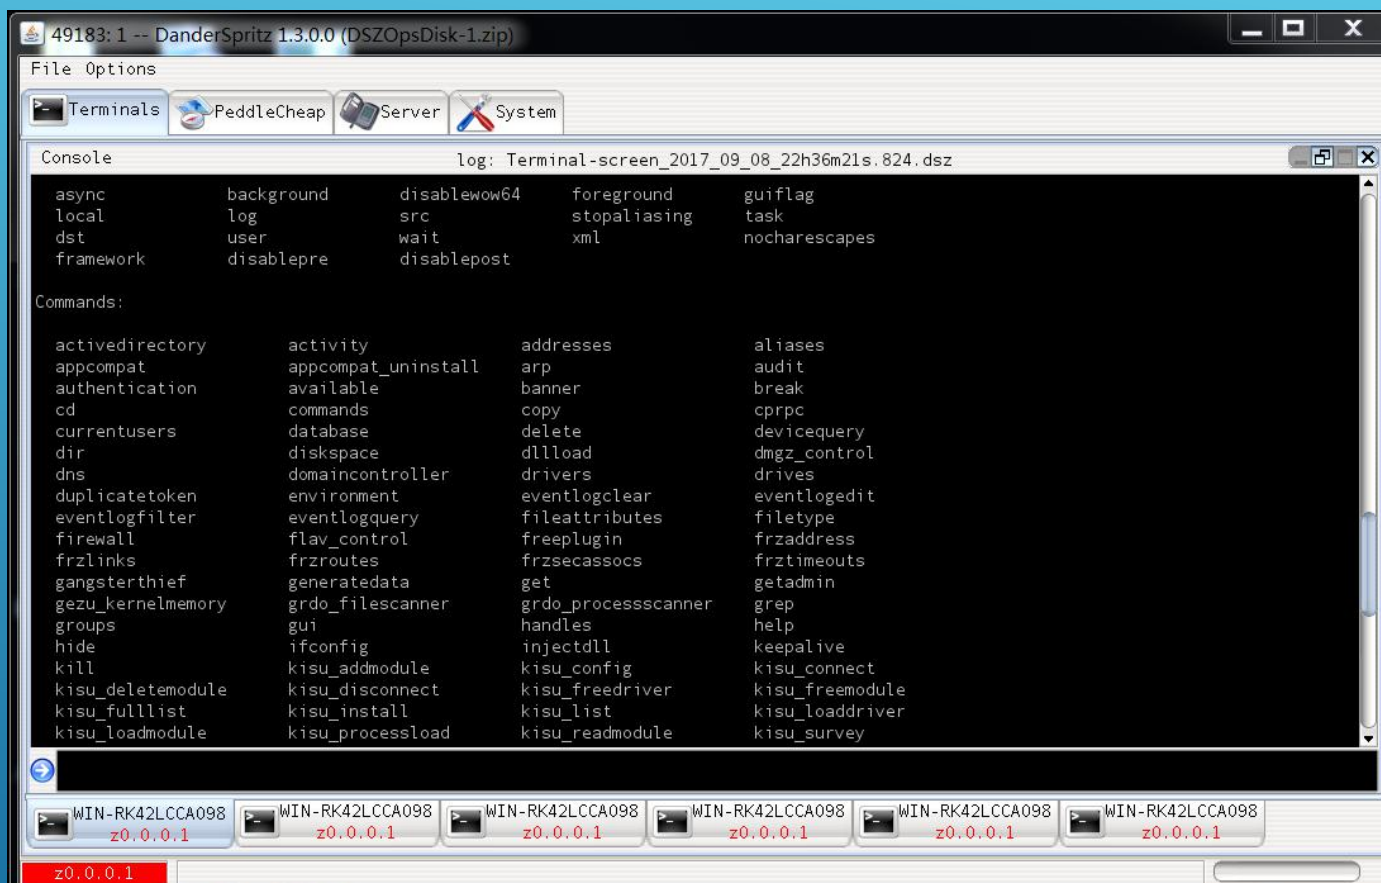 49183: 1 -- DanderSpritz 1.3.0.0 (DSZOpsDisk-1.zip)
File Options
Terminals PeddleCheap Server System
Console log: Terminal-screen_2017_09_08_22h36m21s.824.dsz
async background disablewow64 foreground guiflag
local log src stopaliasing task
dst user wait xml nocharescapes
framework disablepre disablepost
Commands:
activedirectory activity addresses aliases
appcompat appcompat_uninstall arp audit
authentication available banner break
cd commands copy cprpc
currentusers database delete devicequery
dir diskspace dllload dmgz_control
dns domaincontroller drivers drives
duplicatetoken environment eventlogclear eventlogedit
eventlogfilter eventlogquery fileattributes filetype
firewall flav_control freeplugin frzaddress
frzlinks frzroutes frzsecassocs frztimeouts
gangsterthief generatedata get getadmin
gezu_kernelmemory grdo_filescanner grdo_processscanner grep
groups gui handles help
hide ifconfig injectdll keepalive
kill kisu_addmodule kisu_config kisu_connect
kisu_deletemodule kisu_disconnect kisu_freedriver kisu_freemodule
kisu_fulllist kisu_install kisu_list kisu_loaddriver
kisu_loadmodule kisu_processload kisu_readmodule kisu_survey
WIN-RK42LCCA098 WIN-RK42LCCA098 WIN-RK42LCCA098 WIN-RK42LCCA098 WIN-RK42LCCA098 WIN-RK42LCCA098
z0.0.0.1 z0.0.0.1 z0.0.0.1 z0.0.0.1 z0.0.0.1 z0.0.0.1
z0.0.0.1